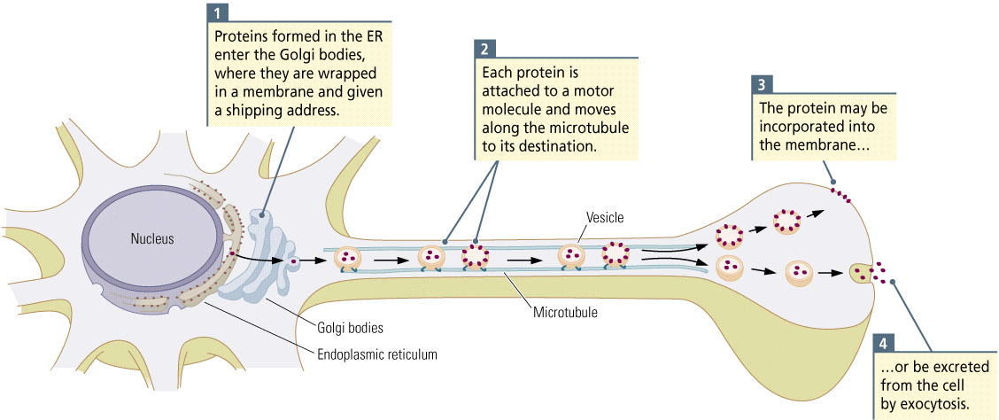 1
Proteins formed in the ER
enter the Golgi bodies,
where they are wrapped
in a membrane and given
a shipping address.
2
Each protein is
attached to a motor
molecule and moves
along the microtubule
to its destination.
3
The protein may be
incorporated into
the membrane…
Vesicle
Nucleus
Microtubule
Golgi bodies
Endoplasmic reticulum
4
…or be excreted
from the cell
by exocytosis.